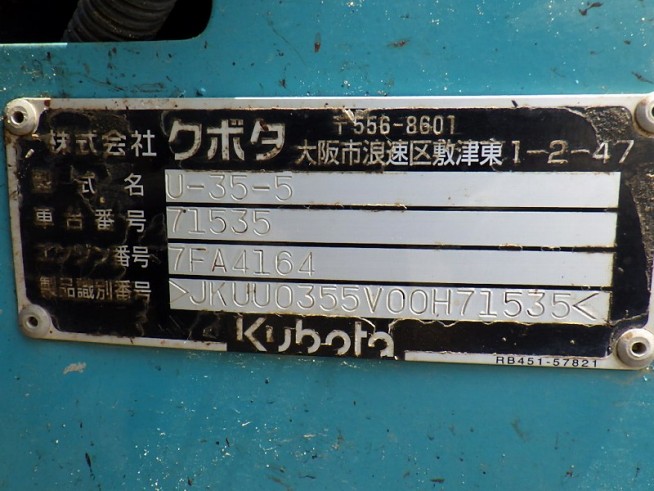 〒556-8601
株式会社 クボタ 大阪市浪速区敷津東1-2-47
型式名 U-35-5
車台番号 71535
エンジン番号 7FA4164
製品識別番号 >JKUU0355V00H71535<
Kubota
RB451-57821